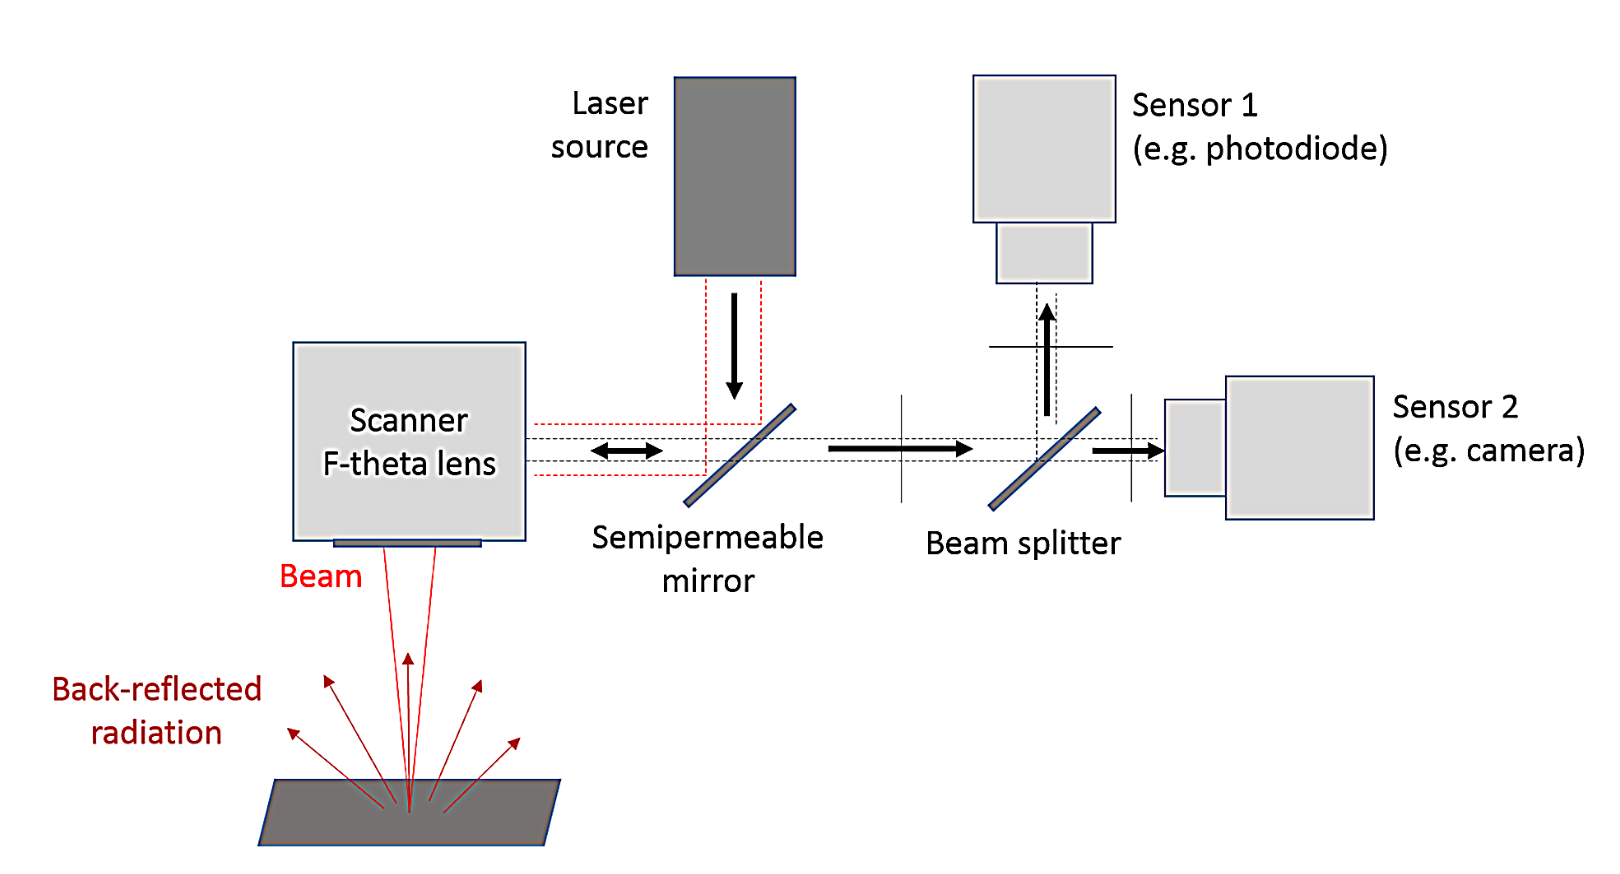 Laser
source
Sensor 1
(e.g. photodiode)
Scanner
F-theta lens
Sensor 2
(e.g. camera)
Semipermeable
mirror
Beam splitter
Beam
Back-reflected
radiation